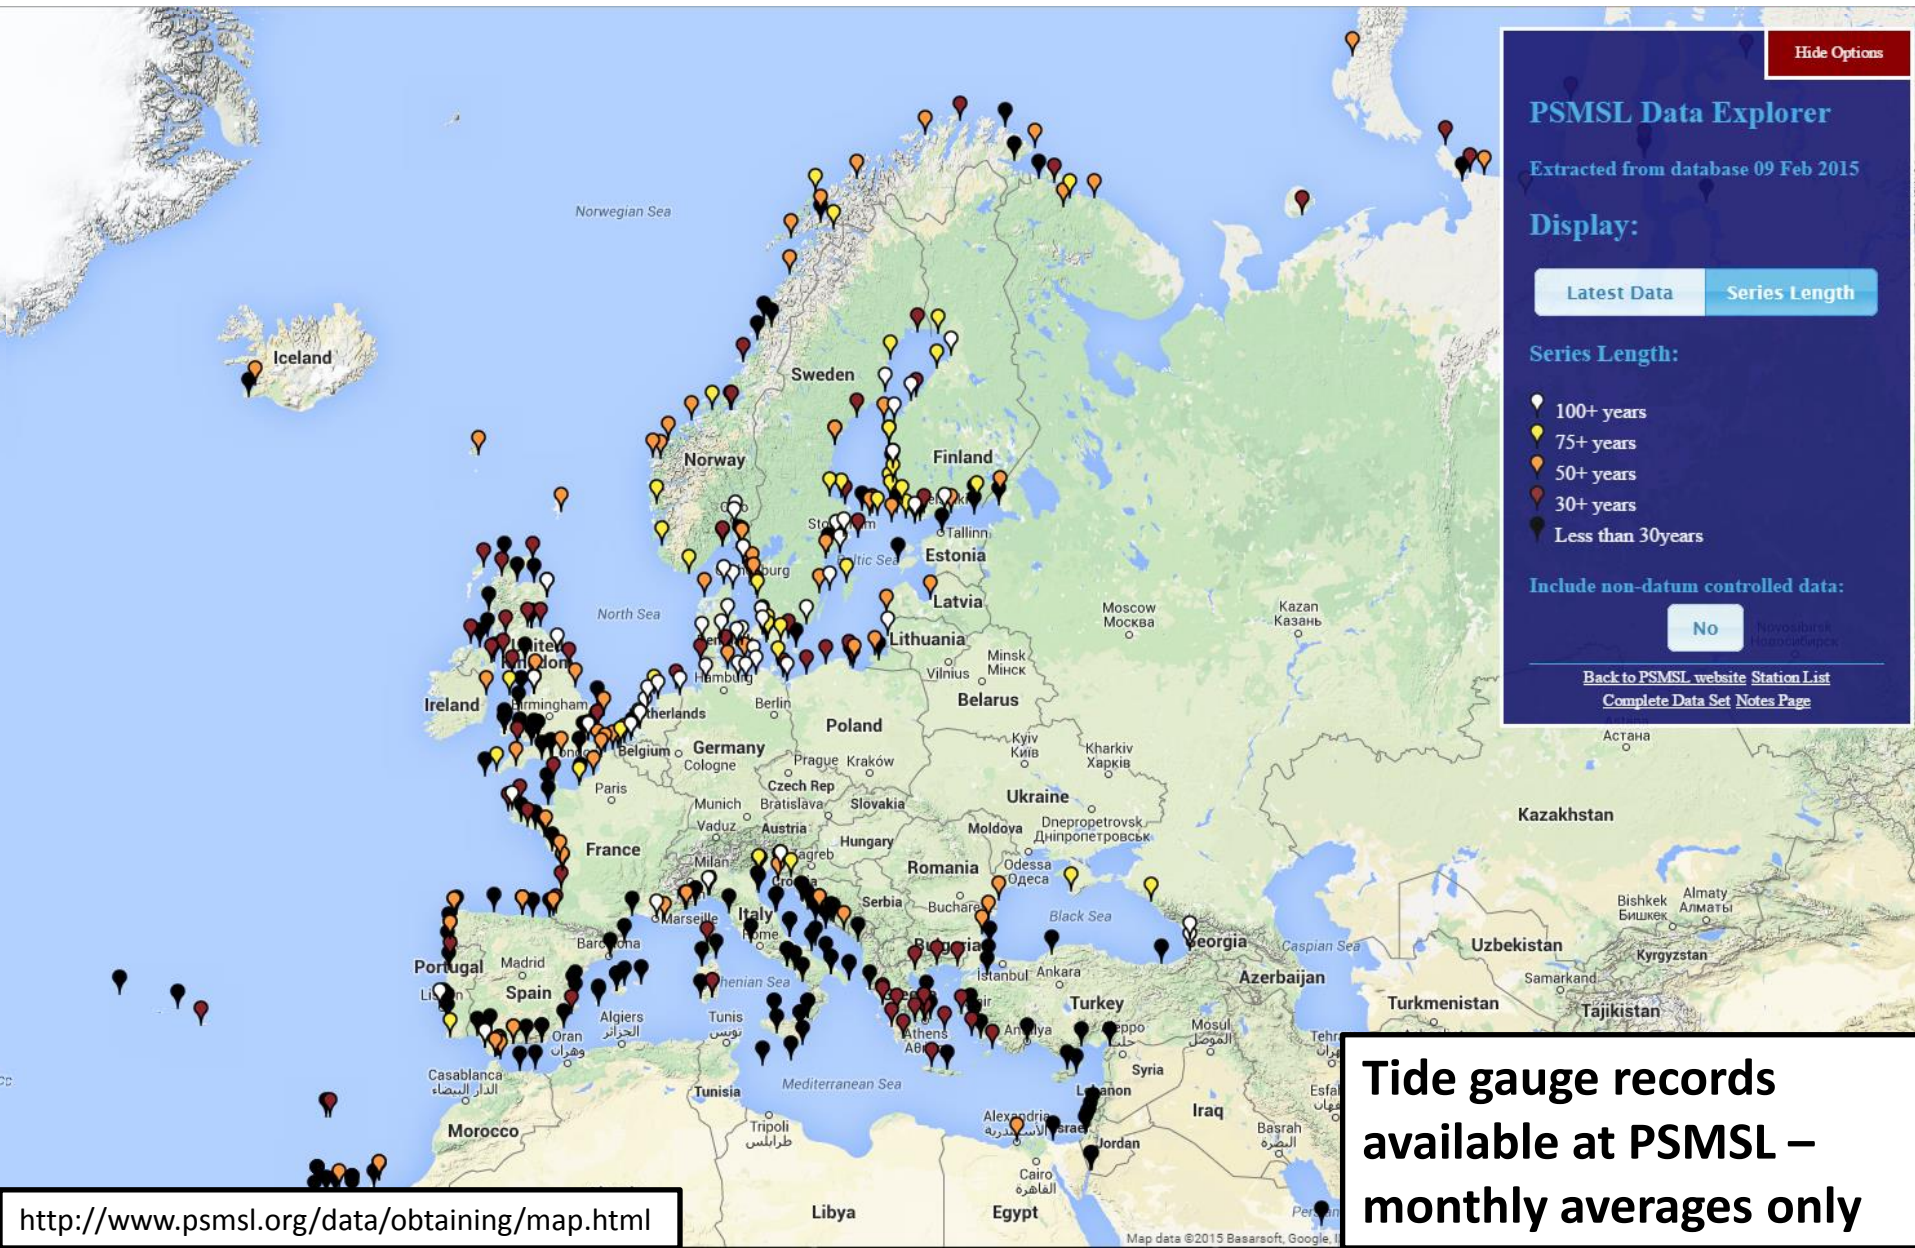 Hide Options
PSMSL Data Explorer
Extracted from database 09 Feb 2015
Display:
Latest Data Series Length
Series Length:
100+ years
75+ years
50+ years
30+ years
Less than 30years
Include non-datum controlled data:
No
Back to PSMSL website Station List
Complete Data Set Notes Page
Norwegian Sea
Iceland
Sweden
Finland
Norway
Tallinn
Estonia
North Sea
Latvia
Moscow
Москва
Kazan
Казань
Lithuania
United
Kingdom
Minsk
Мінск
Vilnius
Hamburg
Ireland
Birmingham
Berlin
Belarus
Poland
Belgium
Germany
Cologne
Kyiv
Київ
Kharkiv
Харків
Астана
Prague Kraków
Paris
Czech Rep
Ukraine
Munich Bratislava Slovakia
Kazakhstan
Vaduz Austria
Moldova
Dnepropetrovsk
Дніпропетровськ
Hungary
France
Milan
Romania
Odessa
Одеса
Serbia
Italy
Rome
Marseille
Black Sea
Bishkek
Бишкек
Almaty
Алматы
Caspian Sea
Uzbekistan
Kyrgyzstan
Portugal
Madrid
Spain
Istanbul Ankara
Azerbaijan
Samarkand
Turkey
Turkmenistan
Tajikistan
Algiers
الجزائر
Tunis
تونس
Oran
وهران
Athens
Mosul
الموصل
Casablanca
الدار البيضاء
Tunisia
Mediterranean Sea
Syria
Lebanon
Iraq
Alexandria
Morocco
Tripoli
طرابلس
Jordan
Basrah
البصرة
Cairo
القاهرة
Libya
Egypt
Map data ©2015 Basarsoft, Google,
http://www.psmsl.org/data/obtaining/map.html
Tide gauge records
available at PSMSL –
monthly averages only